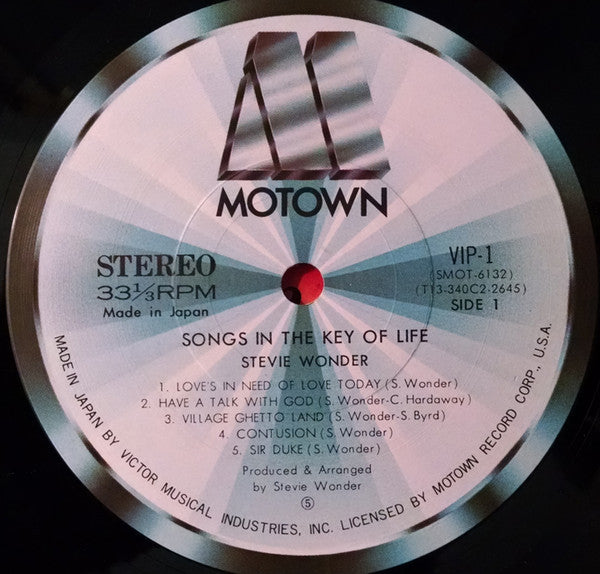 MOTOWN
STEREO
33⅓RPM
Made in Japan
VIP-1
(SMOT-6132)
(T13-340C2-2645)
SIDE 1
SONGS IN THE KEY OF LIFE
STEVIE WONDER
1. LOVE'S IN NEED OF LOVE TODAY (S. Wonder)
2. HAVE A TALK WITH GOD (S. Wonder-C. Hardaway)
3. VILLAGE GHETTO LAND (S. Wonder-S. Byrd)
4. CONTUSION (S. Wonder)
5. SIR DUKE (S. Wonder)
Produced & Arranged
by Stevie Wonder
⑤
MADE IN JAPAN BY VICTOR MUSICAL INDUSTRIES, INC. LICENSED BY MOTOWN RECORD CORP., U.S.A.